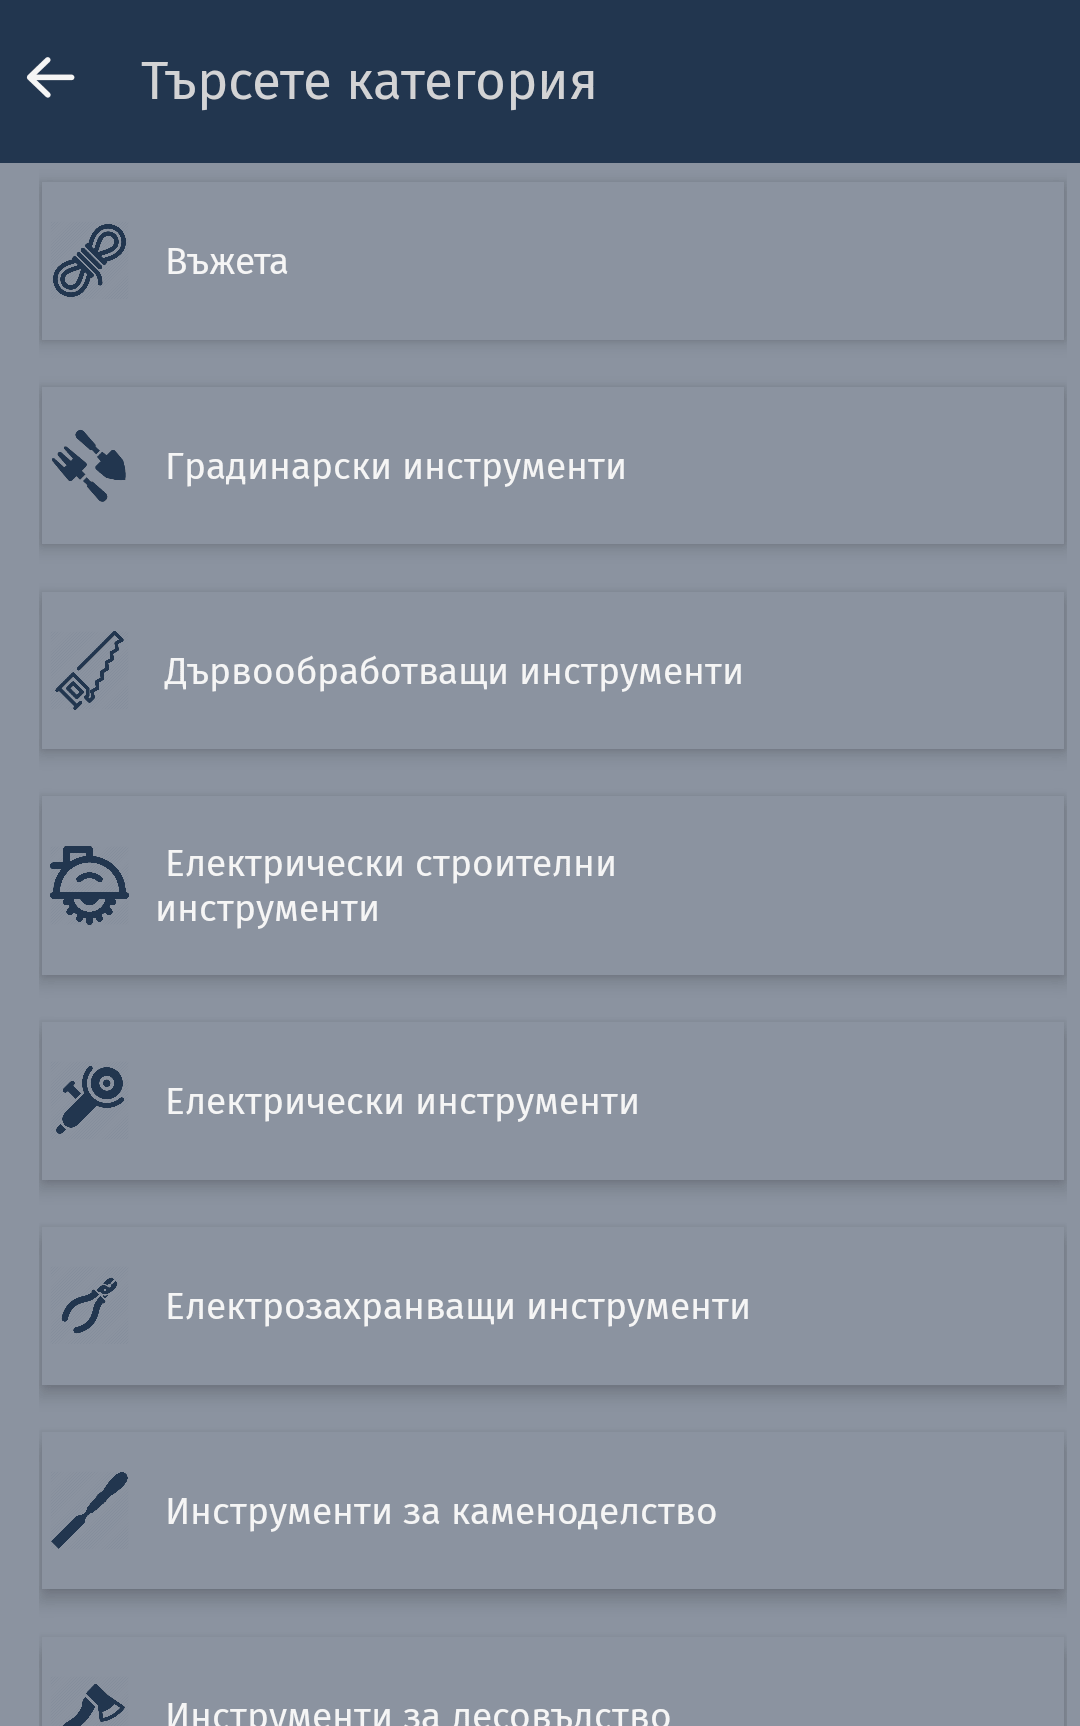 Търсете категория
Въжета
Градинарски инструменти
Дървообработващи инструменти
Електрически строителни
инструменти
Електрически инструменти
Електрозахранващи инструменти
Инструменти за каменоделство
Инструменти за лесовъдство